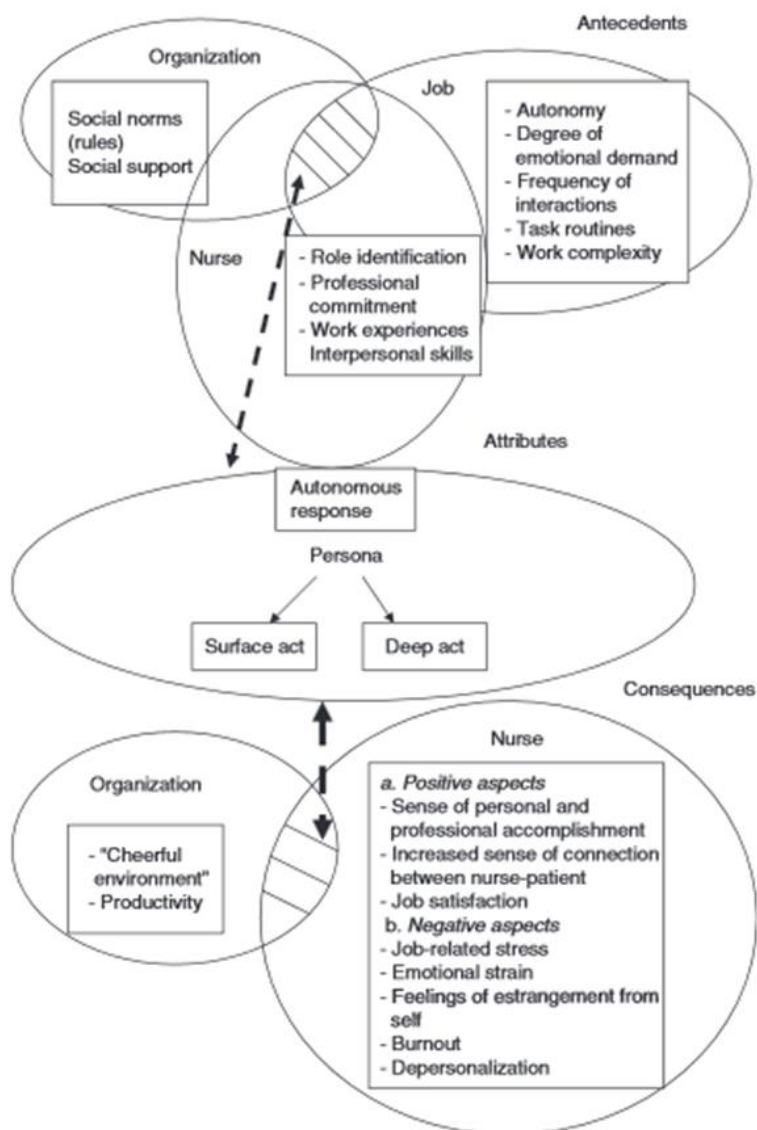 Antecedents
Organization
Social norms
(rules)
Social support
Job
- Autonomy
- Degree of
emotional demand
- Frequency of
interactions
- Task routines
- Work complexity
Nurse
- Role identification
- Professional
commitment
- Work experiences
Interpersonal skills
Attributes
Autonomous
response
Persona
Surface act
Deep act
Consequences
Organization
- "Cheerful
environment"
- Productivity
Nurse
a. Positive aspects
- Sense of personal and
professional accomplishment
- Increased sense of connection
between nurse-patient
- Job satisfaction
b. Negative aspects
- Job-related stress
- Emotional strain
- Feelings of estrangement from
self
- Burnout
- Depersonalization